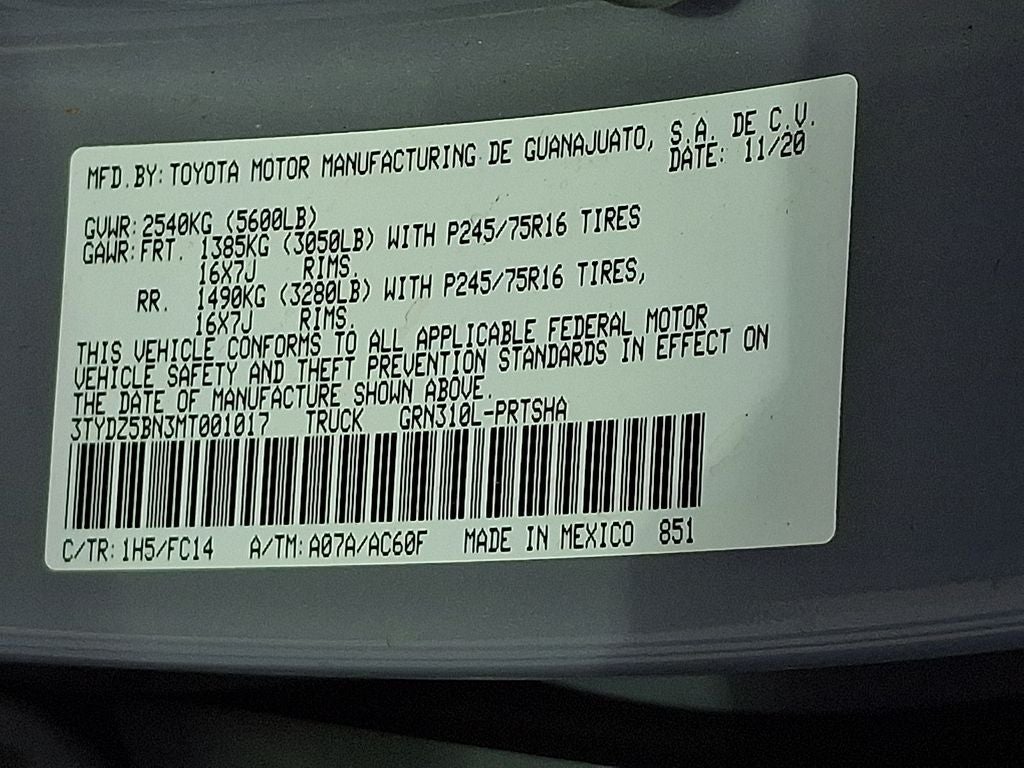 MFD.BY: TOYOTA MOTOR MANUFACTURING DE GUANAJUATO, S.A. DE C.V.
DATE: 11/20
GVWR: 2540KG (5600LB)
GAWR: FRT. 1385KG (3050LB) WITH P245/75R16 TIRES
16X7J RIMS.
RR. 1490KG (3280LB) WITH P245/75R16 TIRES,
16X7J RIMS.
THIS VEHICLE CONFORMS TO ALL APPLICABLE FEDERAL MOTOR
VEHICLE SAFETY AND THEFT PREVENTION STANDARDS IN EFFECT ON
THE DATE OF MANUFACTURE SHOWN ABOVE.
3TYDZ5BN3MT001017 TRUCK GRN310L-PRTSHA
C/TR: 1H5/FC14 A/TM: A07A/AC60F MADE IN MEXICO 851